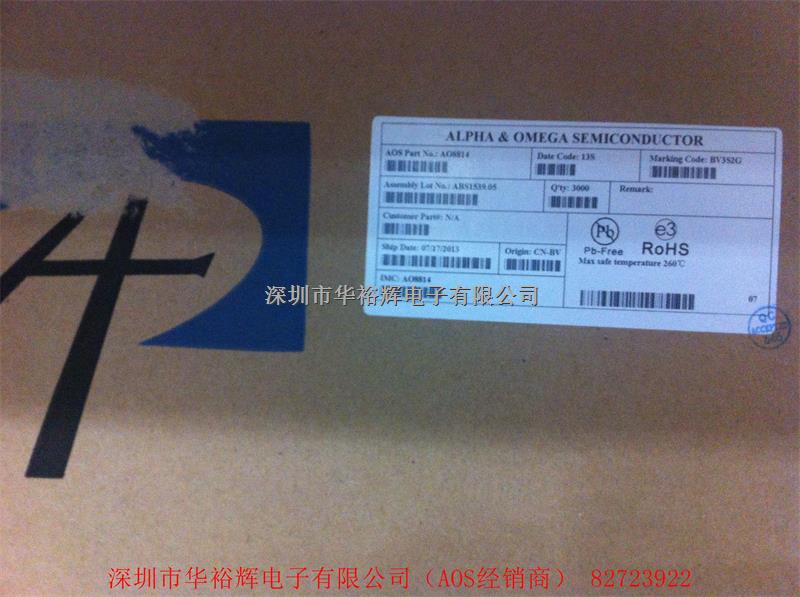 ALPHA & OMEGA SEMICONDUCTOR
AOS Part No.: AO8814
Date Code: 13S
Marking Code: BV3S2G
Assembly Lot No.: ABS1539.05
Q'ty: 3000
Remark:
Customer Part#: N/A
Pb
e3
Pb-Free
RoHS
Ship Date: 07/17/2013
Origin: CN-BV
Max safe temperature 260℃
IMC: AO8814
07
深圳市华裕辉电子有限公司
QC
深圳市华裕辉电子有限公司（AOS经销商） 82723922